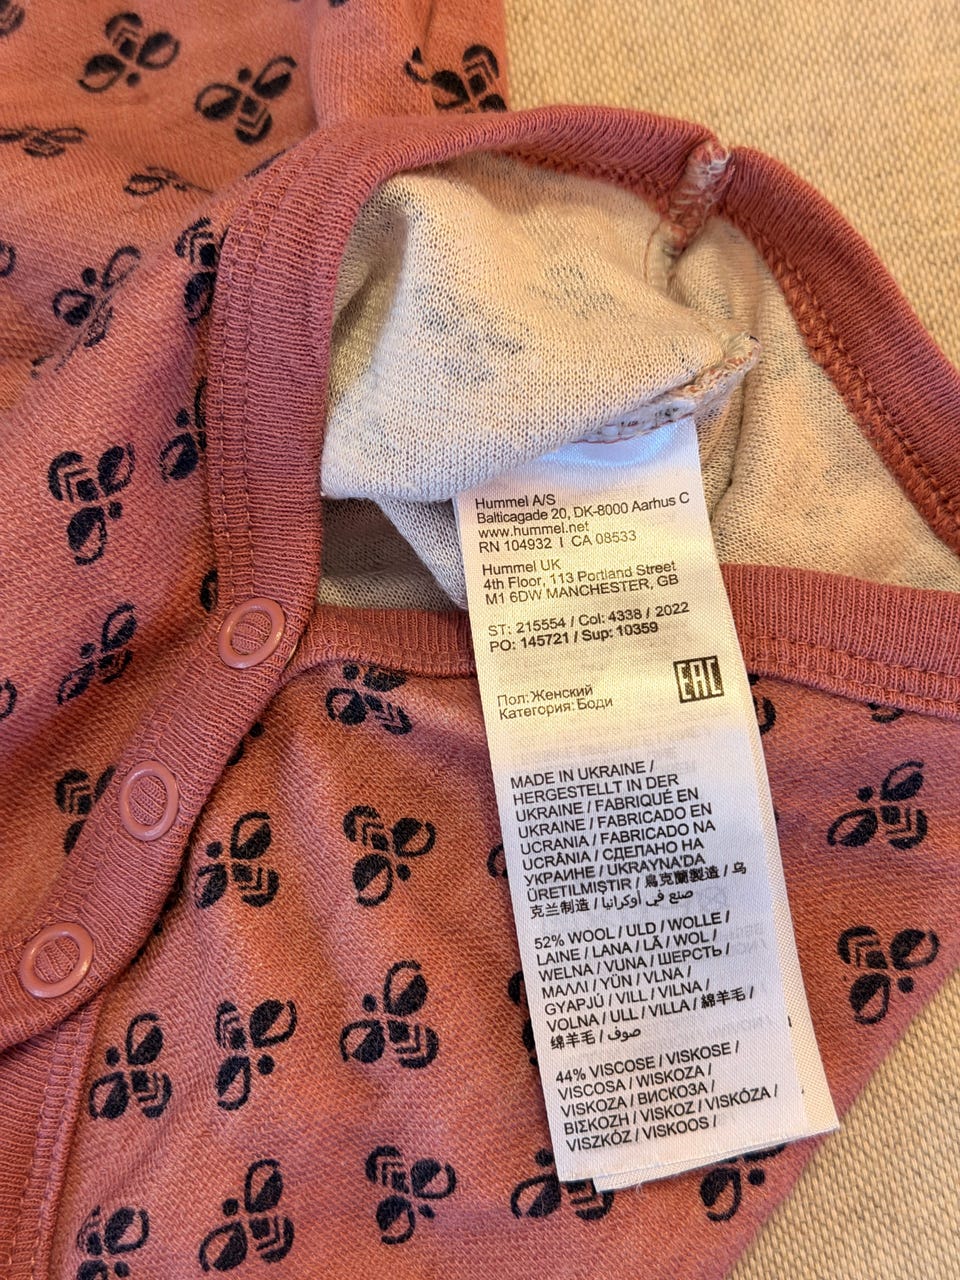 Hummel A/S
Balticagade 20, DK-8000 Aarhus C
www.hummel.net
RN 104932 I CA 08533
Hummel UK
4th Floor, 113 Portland Street
M1 6DW MANCHESTER, GB
ST: 215554 / Col: 4338 / 2022
PO: 145721 / Sup: 10359
EAC
Пол: Женский
Категория: Боди
MADE IN UKRAINE /
HERGESTELLT IN DER
UKRAINE / FABRIQUÉ EN
UKRAINE / FABRICADO EN
UCRANIA / FABRICADO NA
UCRÂNIA / СДЕЛАНО НА
УКРАИНЕ / UKRAYNA'DA
ÜRETILMIŞTIR / 烏克蘭製造 / 乌
克兰制造 / صنع في أوكرانيا
52% WOOL / ULD / WOLLE /
LAINE / LANA / LÃ / WOL /
WELNA / VUNA / ШЕРСТЬ /
ΜΑΛΛΙ / YÜN / VLNA /
GYAPJÚ / VILL / VILNA /
VOLNA / ULL / VILLA / 綿羊毛 /
绵羊毛 / صوف
44% VISCOSE / VISKOSE /
VISCOSA / WISKOZA /
VISKOZA / ВИСКОЗА /
ΒΙΣΚΟΖΗ / VISKOZ / VISKÓZA /
VISZKÓZ / VISKOOS /